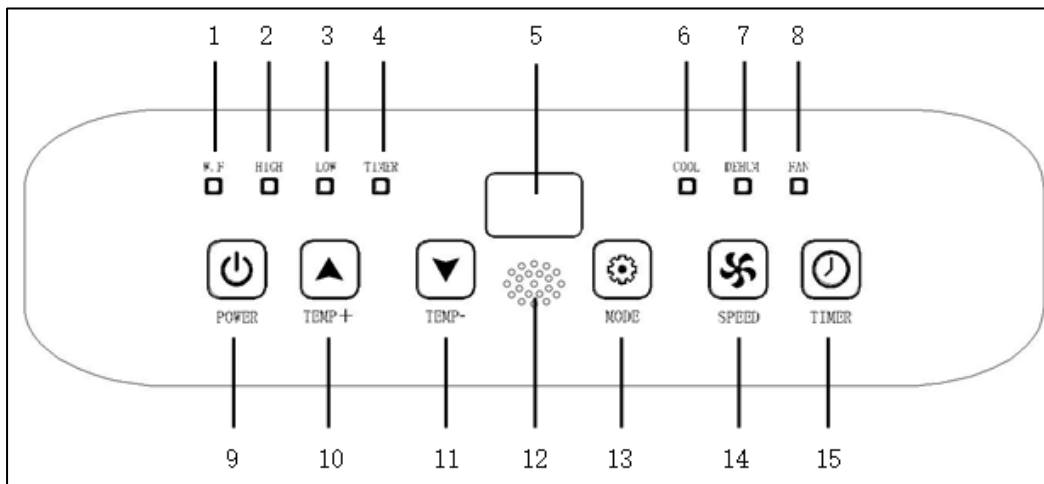 1 2 3 4 5 6 7 8
W.F HIGH LOW TIMER COOL DEHUM FAN
POWER TEMP+ TEMP- MODE SPEED TIMER
9 10 11 12 13 14 15